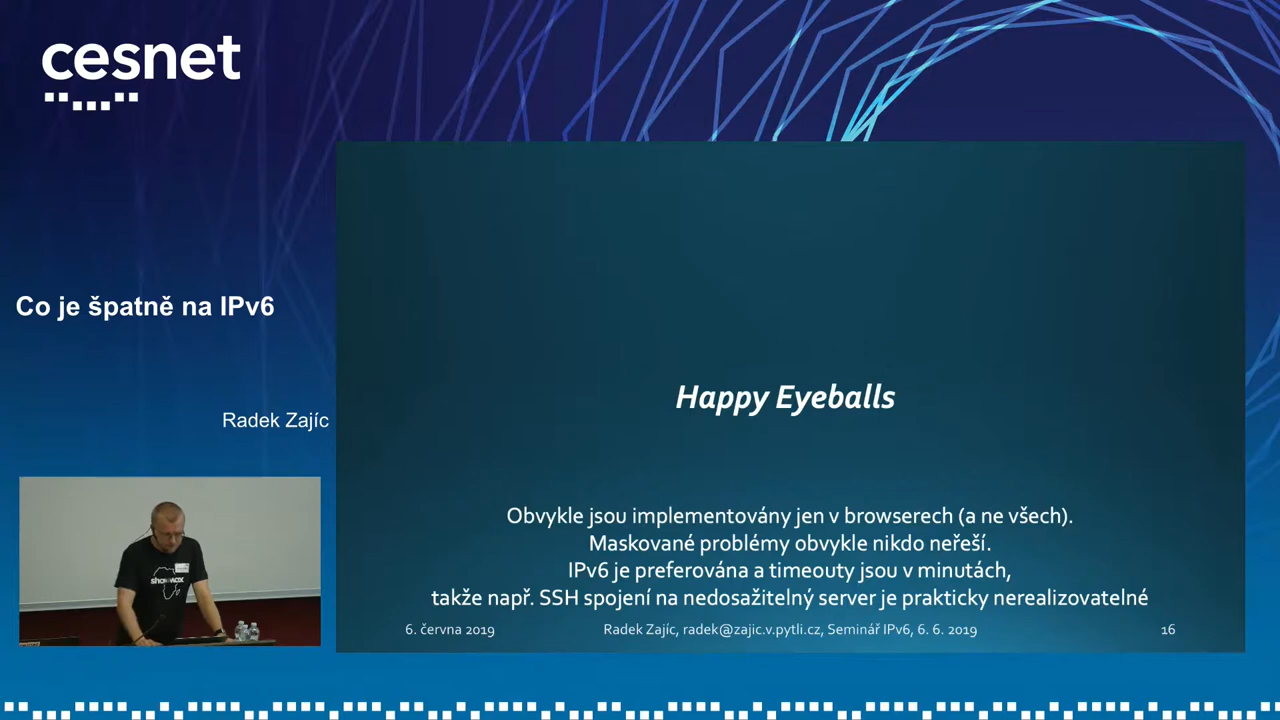 cesnet
Co je špatně na IPv6
Radek Zajíc
Happy Eyeballs
Obvykle jsou implementovány jen v browserech (a ne všech).
Maskované problémy obvykle nikdo neřeší.
IPv6 je preferována a timeouty jsou v minutách,
takže např. SSH spojení na nedosažitelný server je prakticky nerealizovatelné
6. června 2019
Radek Zajíc, radek@zajic.v.pytli.cz, Seminář IPv6, 6. 6. 2019
16